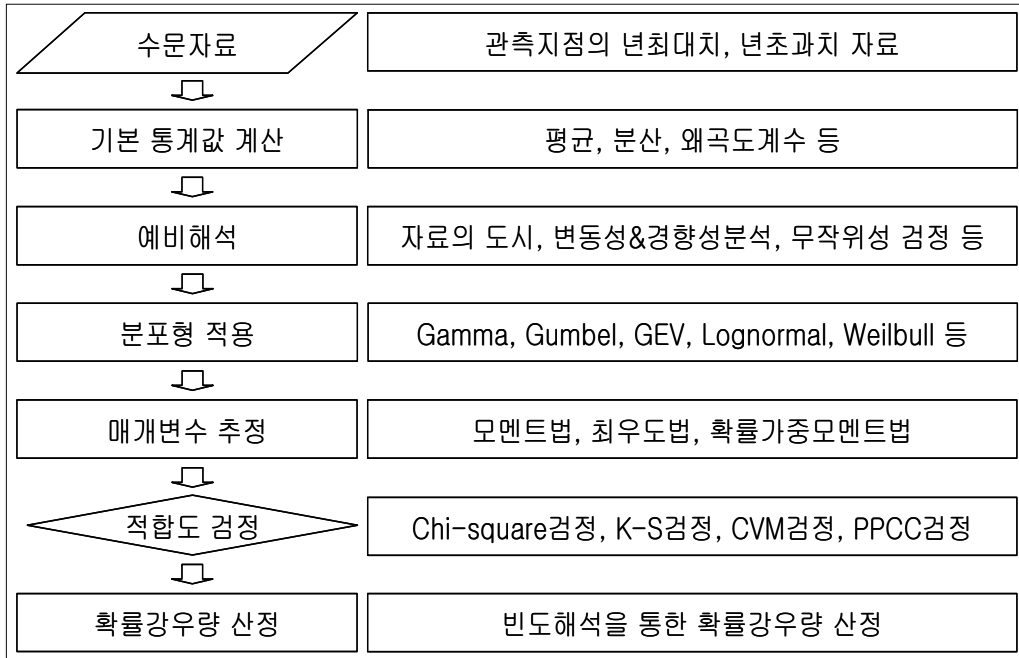 수문자료
관측지점의 년최대치, 년초과치 자료
기본 통계값 계산
평균, 분산, 왜곡도계수 등
예비해석
자료의 도시, 변동성&경향성분석, 무작위성 검정 등
분포형 적용
Gamma, Gumbel, GEV, Lognormal, Weilbull 등
매개변수 추정
모멘트법, 최우도법, 확률가중모멘트법
적합도 검정
Chi-square검정, K-S검정, CVM검정, PPCC검정
확률강우량 산정
빈도해석을 통한 확률강우량 산정